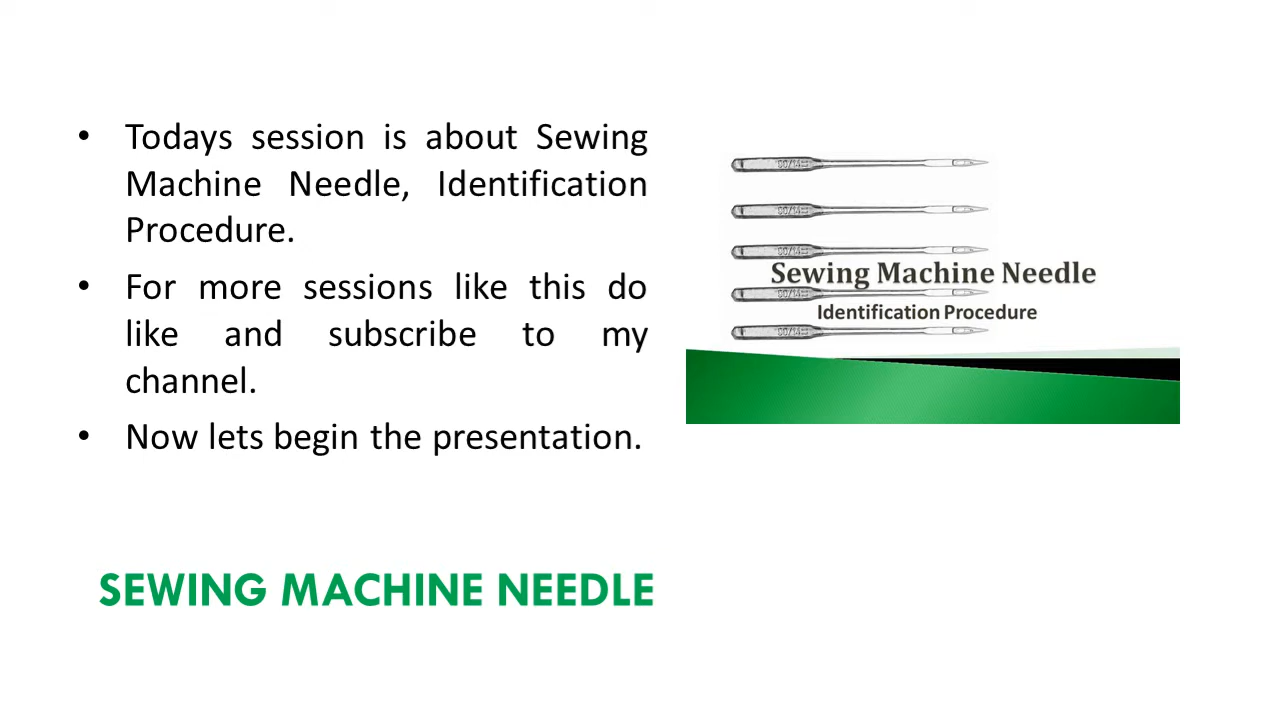 • Todays session is about Sewing
Machine Needle, Identification
Procedure.
• For more sessions like this do
like and subscribe to my
channel.
• Now lets begin the presentation.
Sewing Machine Needle
Identification Procedure
SEWING MACHINE NEEDLE